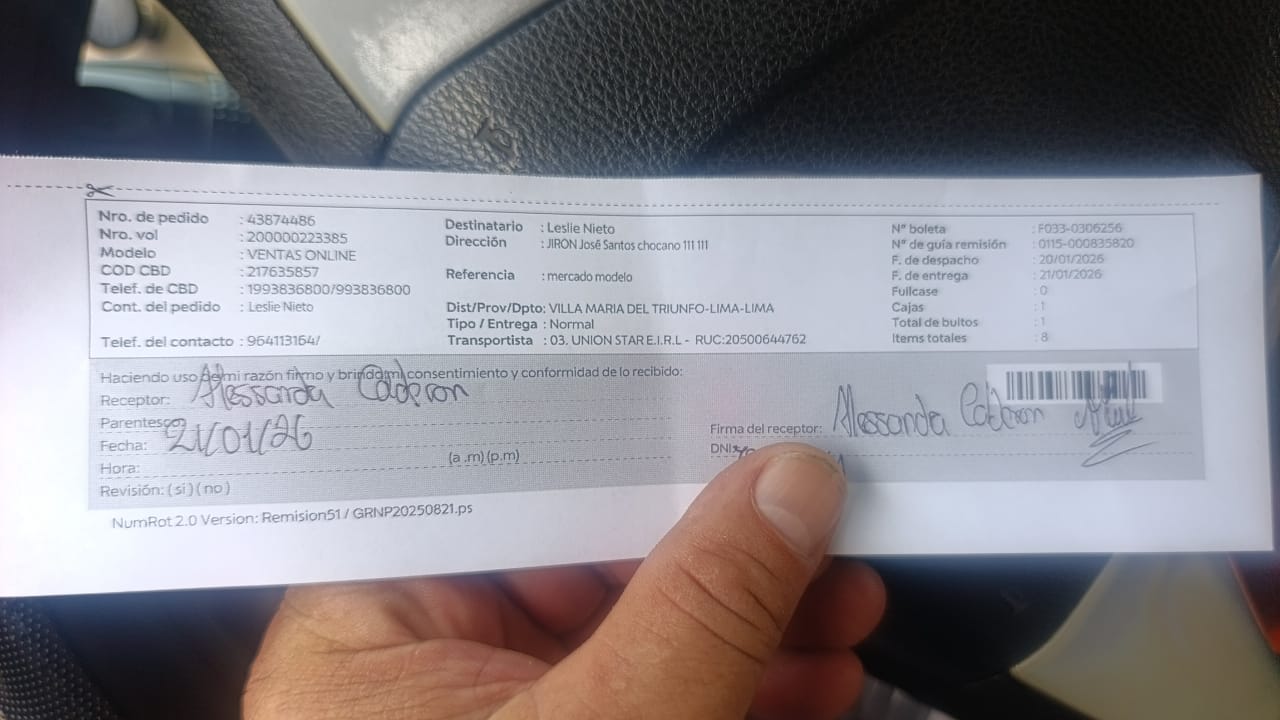 Nro. de pedido : 43874486
Nro. vol : 200000223385
Modelo : VENTAS ONLINE
COD CBD : 217635857
Telef. de CBD : 1993836800/993836800
Cont. del pedido : Leslie Nieto
Telef. del contacto : 964113164/
Destinatario : Leslie Nieto
Dirección : JIRON José Santos chocano 111 111
Referencia : mercado modelo
Dist/Prov/Dpto: VILLA MARIA DEL TRIUNFO-LIMA-LIMA
Tipo / Entrega : Normal
Transportista : 03. UNION STAR E.I.R.L - RUC:20500644762
Nº boleta : F033-0306256
Nº de guía remisión : 0115-000835820
F. de despacho : 20/01/2026
F. de entrega : 21/01/2026
Fullcase : 0
Cajas : 1
Total de bultos : 1
Items totales : 8
Haciendo uso de mi razón firmo y brindo mi consentimiento y conformidad de lo recibido:
Receptor: Alessanda Calderon
Parentesco:
Fecha: 21/01/26
Hora: (a .m) (p.m)
Revisión: ( si ) ( no )
Firma del receptor: Alessanda Calderon
DNI:
NumRot 2.0 Version: Remision51 / GRNP20250821.ps